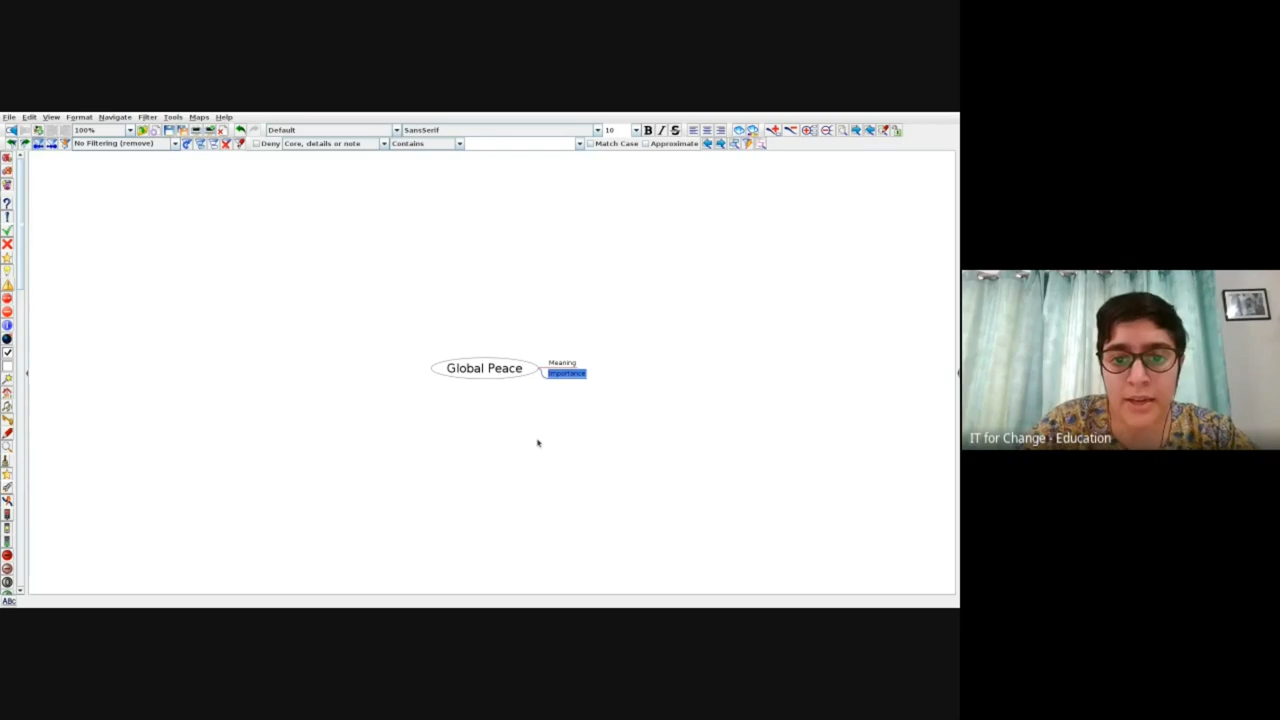 File Edit View Format Navigate Filter Tools Maps Help
100% Default SansSerif 10 B I S
No Filtering (remove) Deny Core, details or note Contains Match Case Approximate
Meaning
Global Peace
Importance
IT for Change - Education
ABC